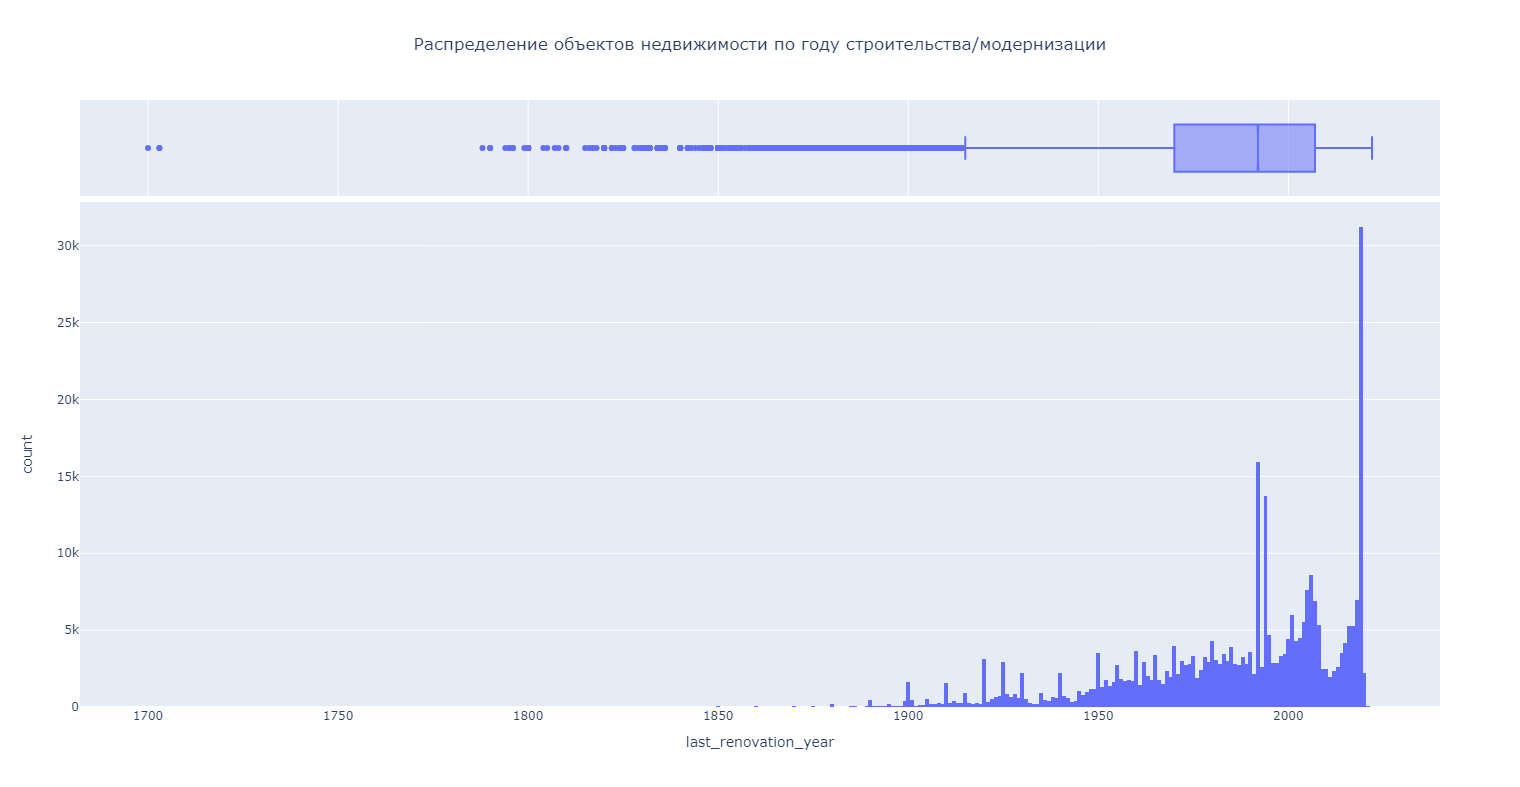 Распределение объектов недвижимости по году строительства/модернизации
30k
25k
20k
15k
10k
5k
0
count
1700 1750 1800 1850 1900 1950 2000
last_renovation_year